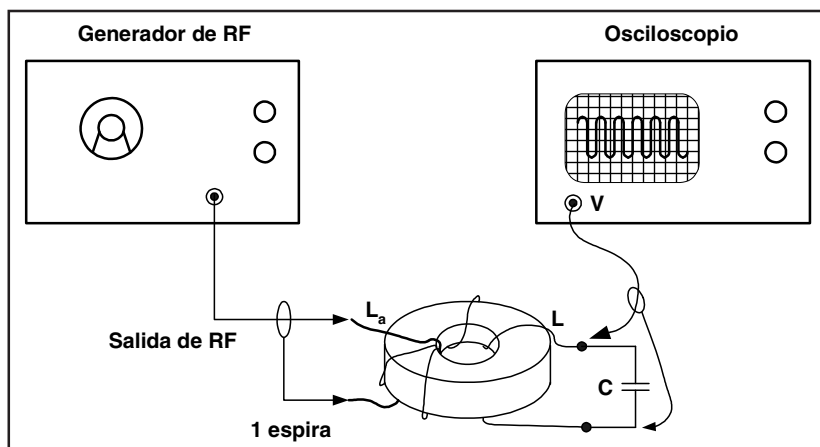 Generador de RF
Osciloscopio
V
La
L
Salida de RF
C
1 espira